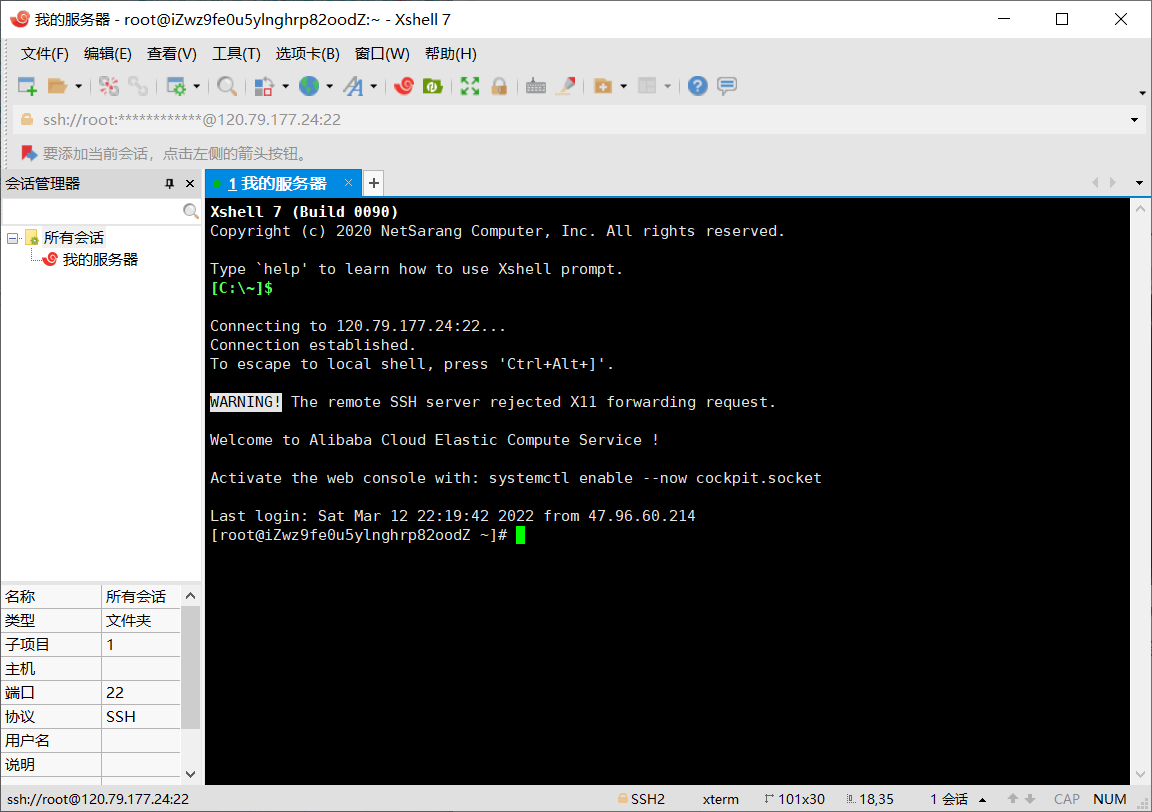 我的服务器 - root@iZwz9fe0u5ylnghrp82oodZ:~ - Xshell 7
文件(F) 编辑(E) 查看(V) 工具(T) 选项卡(B) 窗口(W) 帮助(H)
ssh://root:************@120.79.177.24:22
要添加当前会话，点击左侧的箭头按钮。
会话管理器
1 我的服务器
所有会话
我的服务器
Xshell 7 (Build 0090)
Copyright (c) 2020 NetSarang Computer, Inc. All rights reserved.
Type `help' to learn how to use Xshell prompt.
[C:\~]$
Connecting to 120.79.177.24:22...
Connection established.
To escape to local shell, press 'Ctrl+Alt+]'.
WARNING! The remote SSH server rejected X11 forwarding request.
Welcome to Alibaba Cloud Elastic Compute Service !
Activate the web console with: systemctl enable --now cockpit.socket
Last login: Sat Mar 12 22:19:42 2022 from 47.96.60.214
[root@iZwz9fe0u5ylnghrp82oodZ ~]#
名称 所有会话
类型 文件夹
子项目 1
主机
端口 22
协议 SSH
用户名
说明
ssh://root@120.79.177.24:22 SSH2 xterm 101x30 18,35 1 会话 CAP NUM